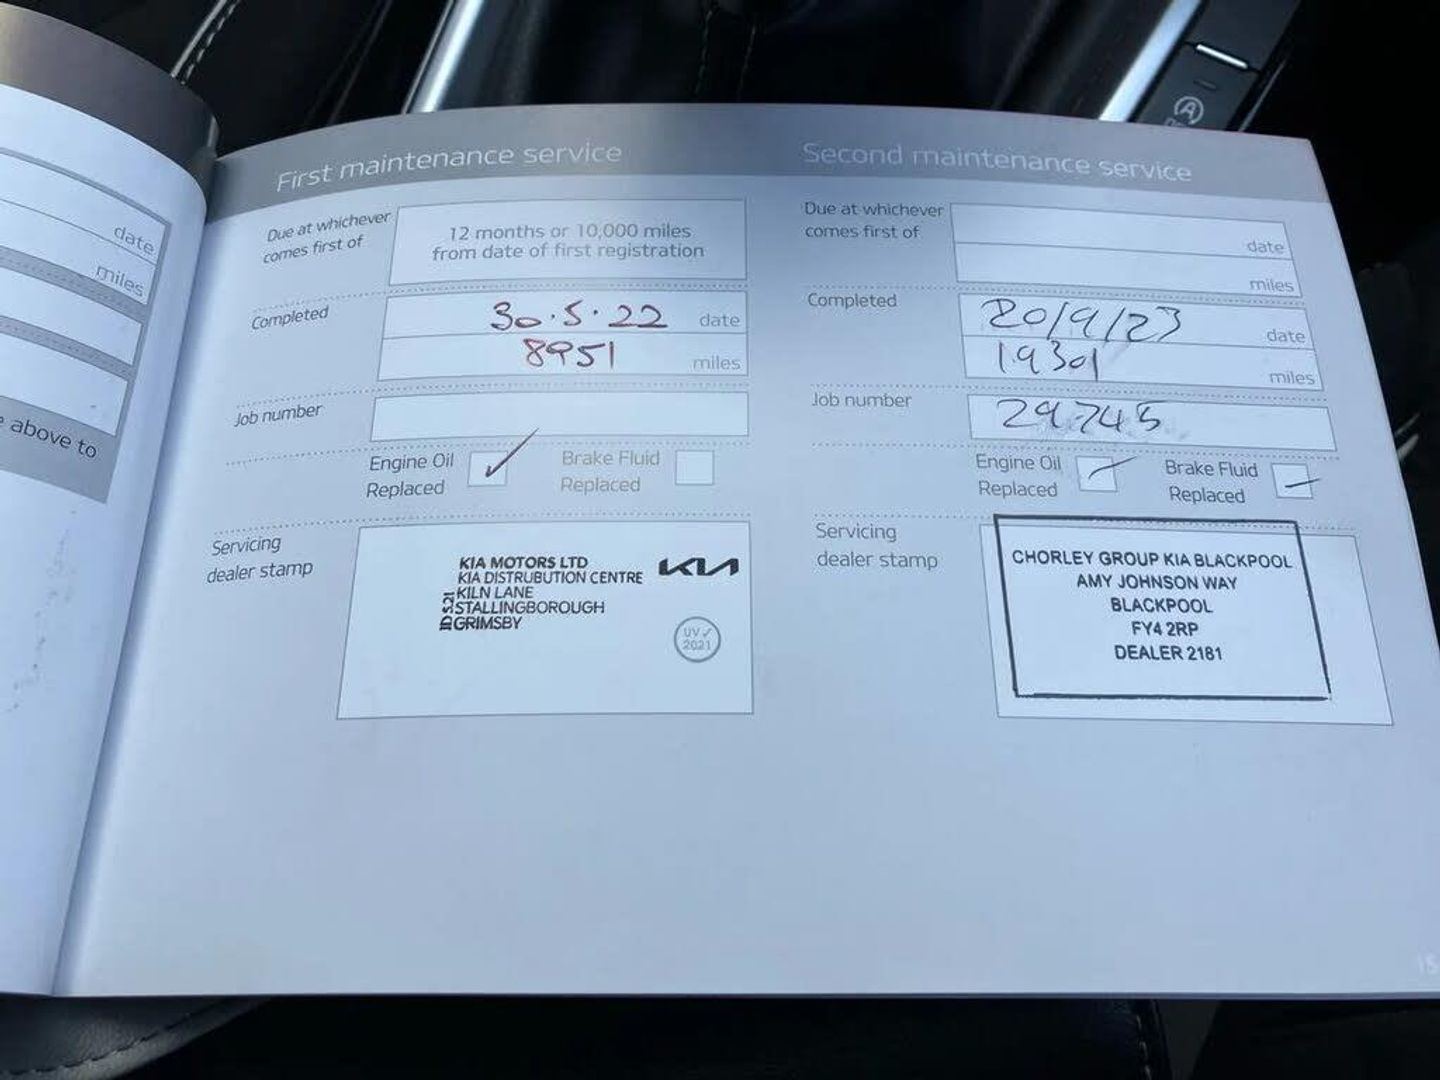 date
miles
above to
First maintenance service
Due at whichever
comes first of
12 months or 10,000 miles
from date of first registration
Completed
30.5.22 date
8951 miles
Job number
Engine Oil
Replaced
Brake Fluid
Replaced
Servicing
dealer stamp
KIA MOTORS LTD
KIA DISTRUBUTION CENTRE
KILN LANE
STALLINGBOROUGH
GRIMSBY
KIA
UV✓
2021
Second maintenance service
Due at whichever
comes first of
date
miles
Completed
20/9/23 date
19301 miles
Job number
29745
Engine Oil
Replaced
Brake Fluid
Replaced
Servicing
dealer stamp
CHORLEY GROUP KIA BLACKPOOL
AMY JOHNSON WAY
BLACKPOOL
FY4 2RP
DEALER 2181
15